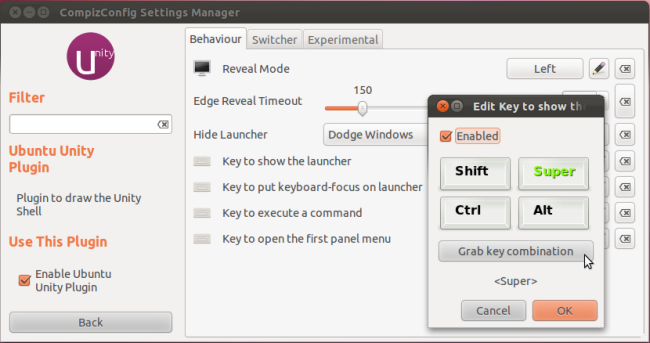 CompizConfig Settings Manager
Unity
Filter
Ubuntu Unity
Plugin
Plugin to draw the Unity
Shell
Use This Plugin
Enable Ubuntu
Unity Plugin
Back
Behaviour Switcher Experimental
Reveal Mode Left
150
Edge Reveal Timeout
Hide Launcher Dodge Windows
Key to show the launcher
Key to put keyboard-focus on launcher
Key to execute a command
Key to open the first panel menu
Edit Key to show the
Enabled
Shift Super
Ctrl Alt
Grab key combination
<Super>
Cancel OK